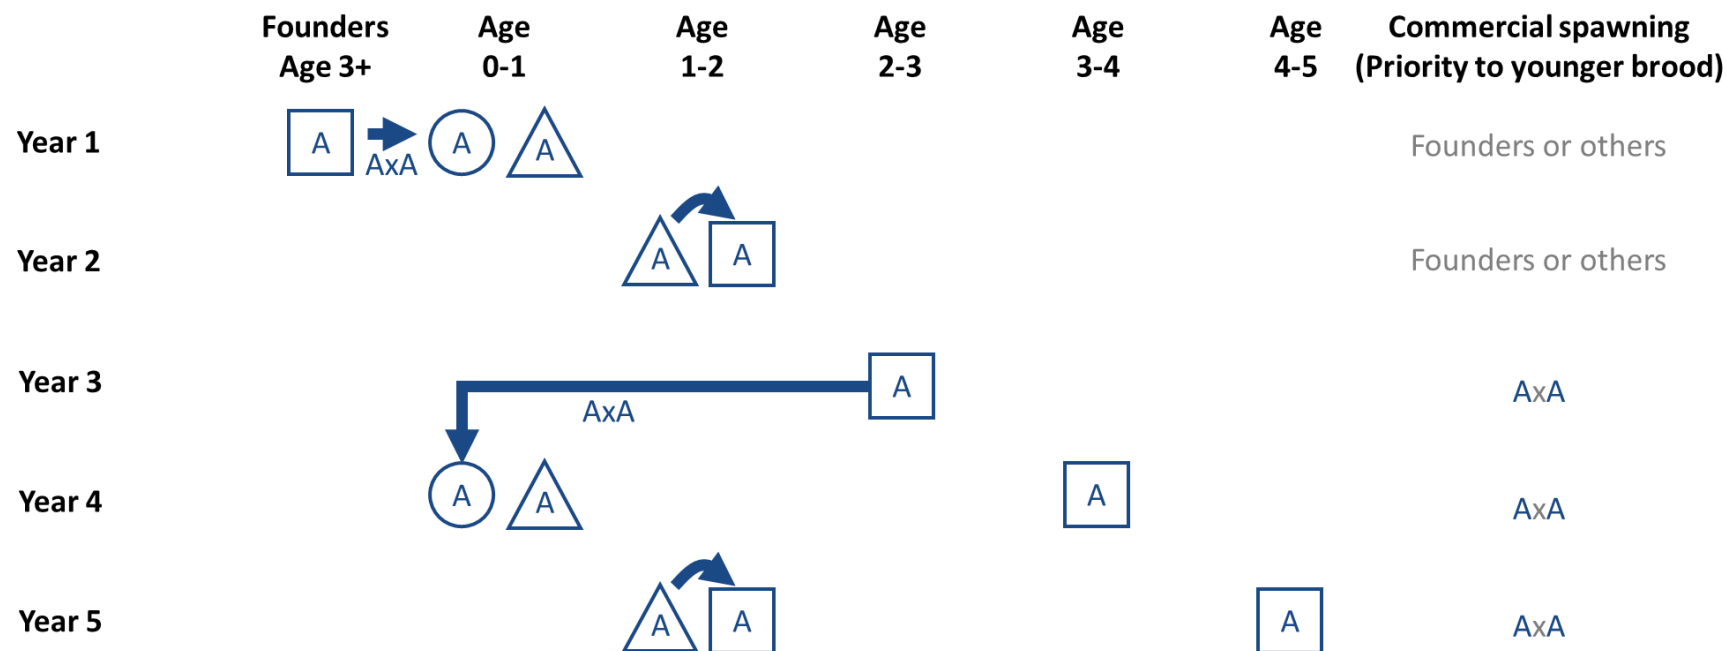 Founders Age 3+
Age 0-1
Age 1-2
Age 2-3
Age 3-4
Age 4-5
Commercial spawning (Priority to younger brood)
Year 1
A
AxA
A
A
Founders or others
Year 2
A
A
Founders or others
Year 3
AxA
A
AxA
Year 4
A
A
A
AxA
Year 5
A
A
A
AxA